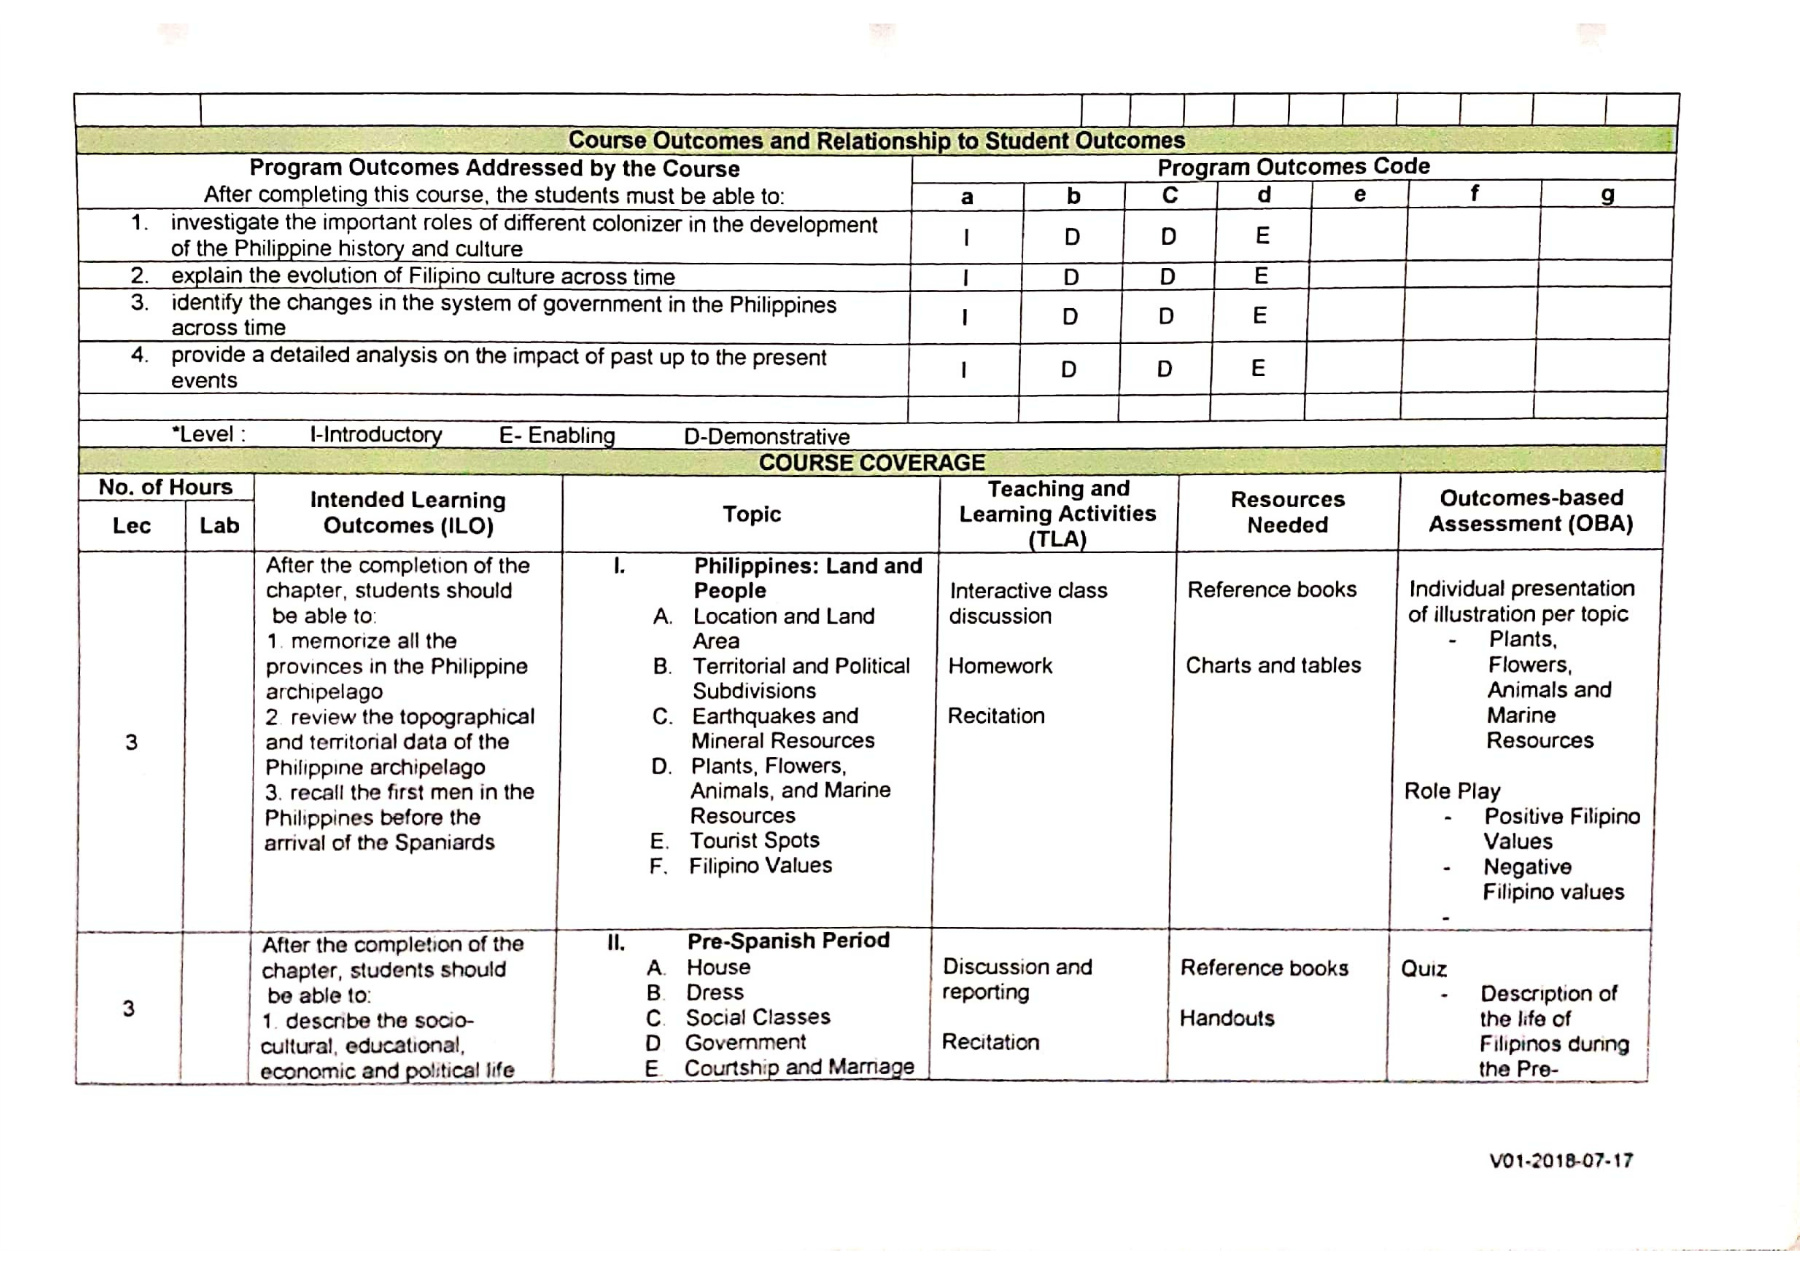 Course Outcomes and Relationship to Student Outcomes
Program Outcomes Addressed by the Course
After completing this course, the students must be able to:
Program Outcomes Code
a b C d e f g
1. investigate the important roles of different colonizer in the development
of the Philippine history and culture
I D D E
2. explain the evolution of Filipino culture across time
I D D E
3. identify the changes in the system of government in the Philippines
across time
I D D E
4. provide a detailed analysis on the impact of past up to the present
events
I D D E
*Level : I-Introductory E- Enabling D-Demonstrative
COURSE COVERAGE
No. of Hours
Lec Lab
Intended Learning
Outcomes (ILO)
Topic
Teaching and
Learning Activities
(TLA)
Resources
Needed
Outcomes-based
Assessment (OBA)
3
After the completion of the
chapter, students should
be able to:
1. memorize all the
provinces in the Philippine
archipelago
2. review the topographical
and territorial data of the
Philippine archipelago
3. recall the first men in the
Philippines before the
arrival of the Spaniards
I. Philippines: Land and
People
A. Location and Land
Area
B. Territorial and Political
Subdivisions
C. Earthquakes and
Mineral Resources
D. Plants, Flowers,
Animals, and Marine
Resources
E. Tourist Spots
F. Filipino Values
Interactive class
discussion
Homework
Recitation
Reference books
Charts and tables
Individual presentation
of illustration per topic
- Plants,
Flowers,
Animals and
Marine
Resources
Role Play
- Positive Filipino
Values
- Negative
Filipino values
-
3
After the completion of the
chapter, students should
be able to:
1. describe the socio-
cultural, educational,
economic and political life
II. Pre-Spanish Period
A. House
B. Dress
C. Social Classes
D. Government
E. Courtship and Marriage
Discussion and
reporting
Recitation
Reference books
Handouts
Quiz
- Description of
the life of
Filipinos during
the Pre-
V01-2018-07-17